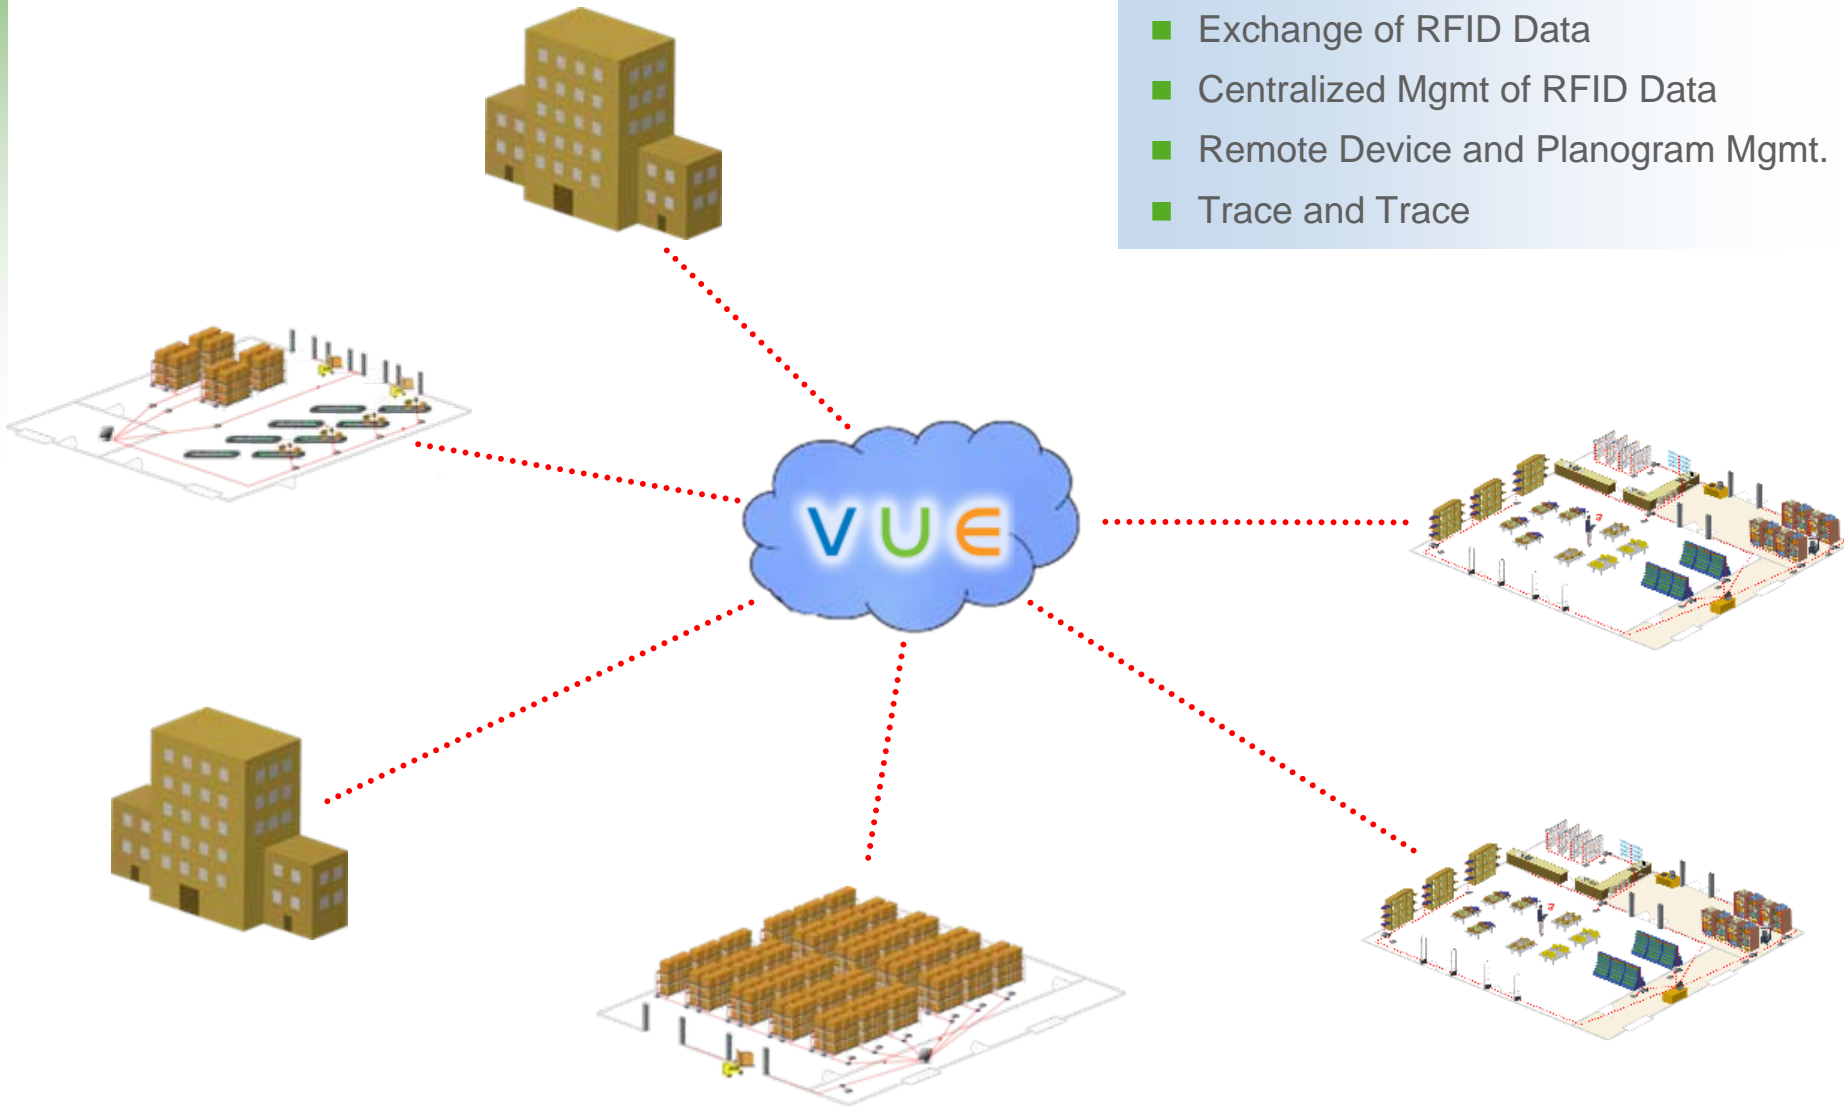 Exchange of RFID Data
Centralized Mgmt of RFID Data
Remote Device and Planogram Mgmt.
Trace and Trace
VUE